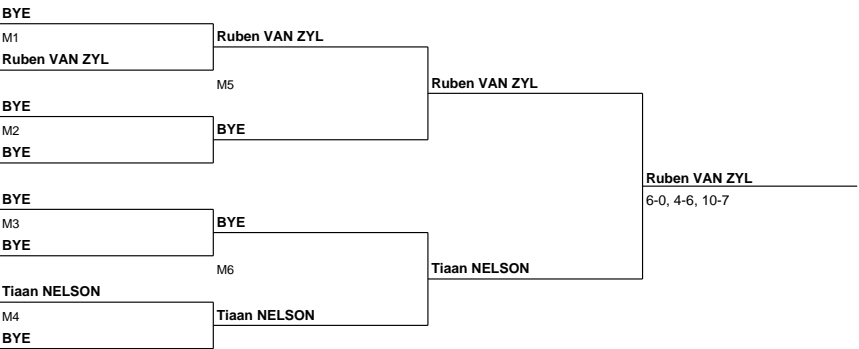 BYE
M1
Ruben VAN ZYL
Ruben VAN ZYL
M5
BYE
M2
BYE
BYE
Ruben VAN ZYL
BYE
M3
BYE
BYE
M6
Tiaan NELSON
M4
BYE
Tiaan NELSON
Tiaan NELSON
Ruben VAN ZYL
6-0, 4-6, 10-7